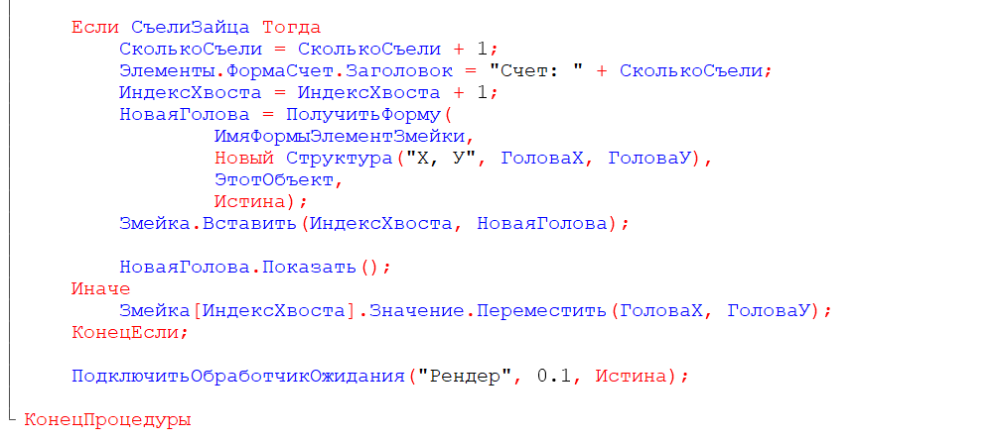 Если СъелиЗайца Тогда
СколькоСъели = СколькоСъели + 1;
Элементы.ФормаСчет.Заголовок = "Счет: " + СколькоСъели;
ИндексХвоста = ИндексХвоста + 1;
НоваяГолова = ПолучитьФорму(
ИмяФормыЭлементЗмейки,
Новый Структура("Х, У", ГоловаХ, ГоловаУ),
ЭтотОбъект,
Истина);
Змейка.Вставить(ИндексХвоста, НоваяГолова);
НоваяГолова.Показать();
Иначе
Змейка[ИндексХвоста].Значение.Переместить(ГоловаХ, ГоловаУ);
КонецЕсли;
ПодключитьОбработчикОжидания("Рендер", 0.1, Истина);
КонецПроцедуры